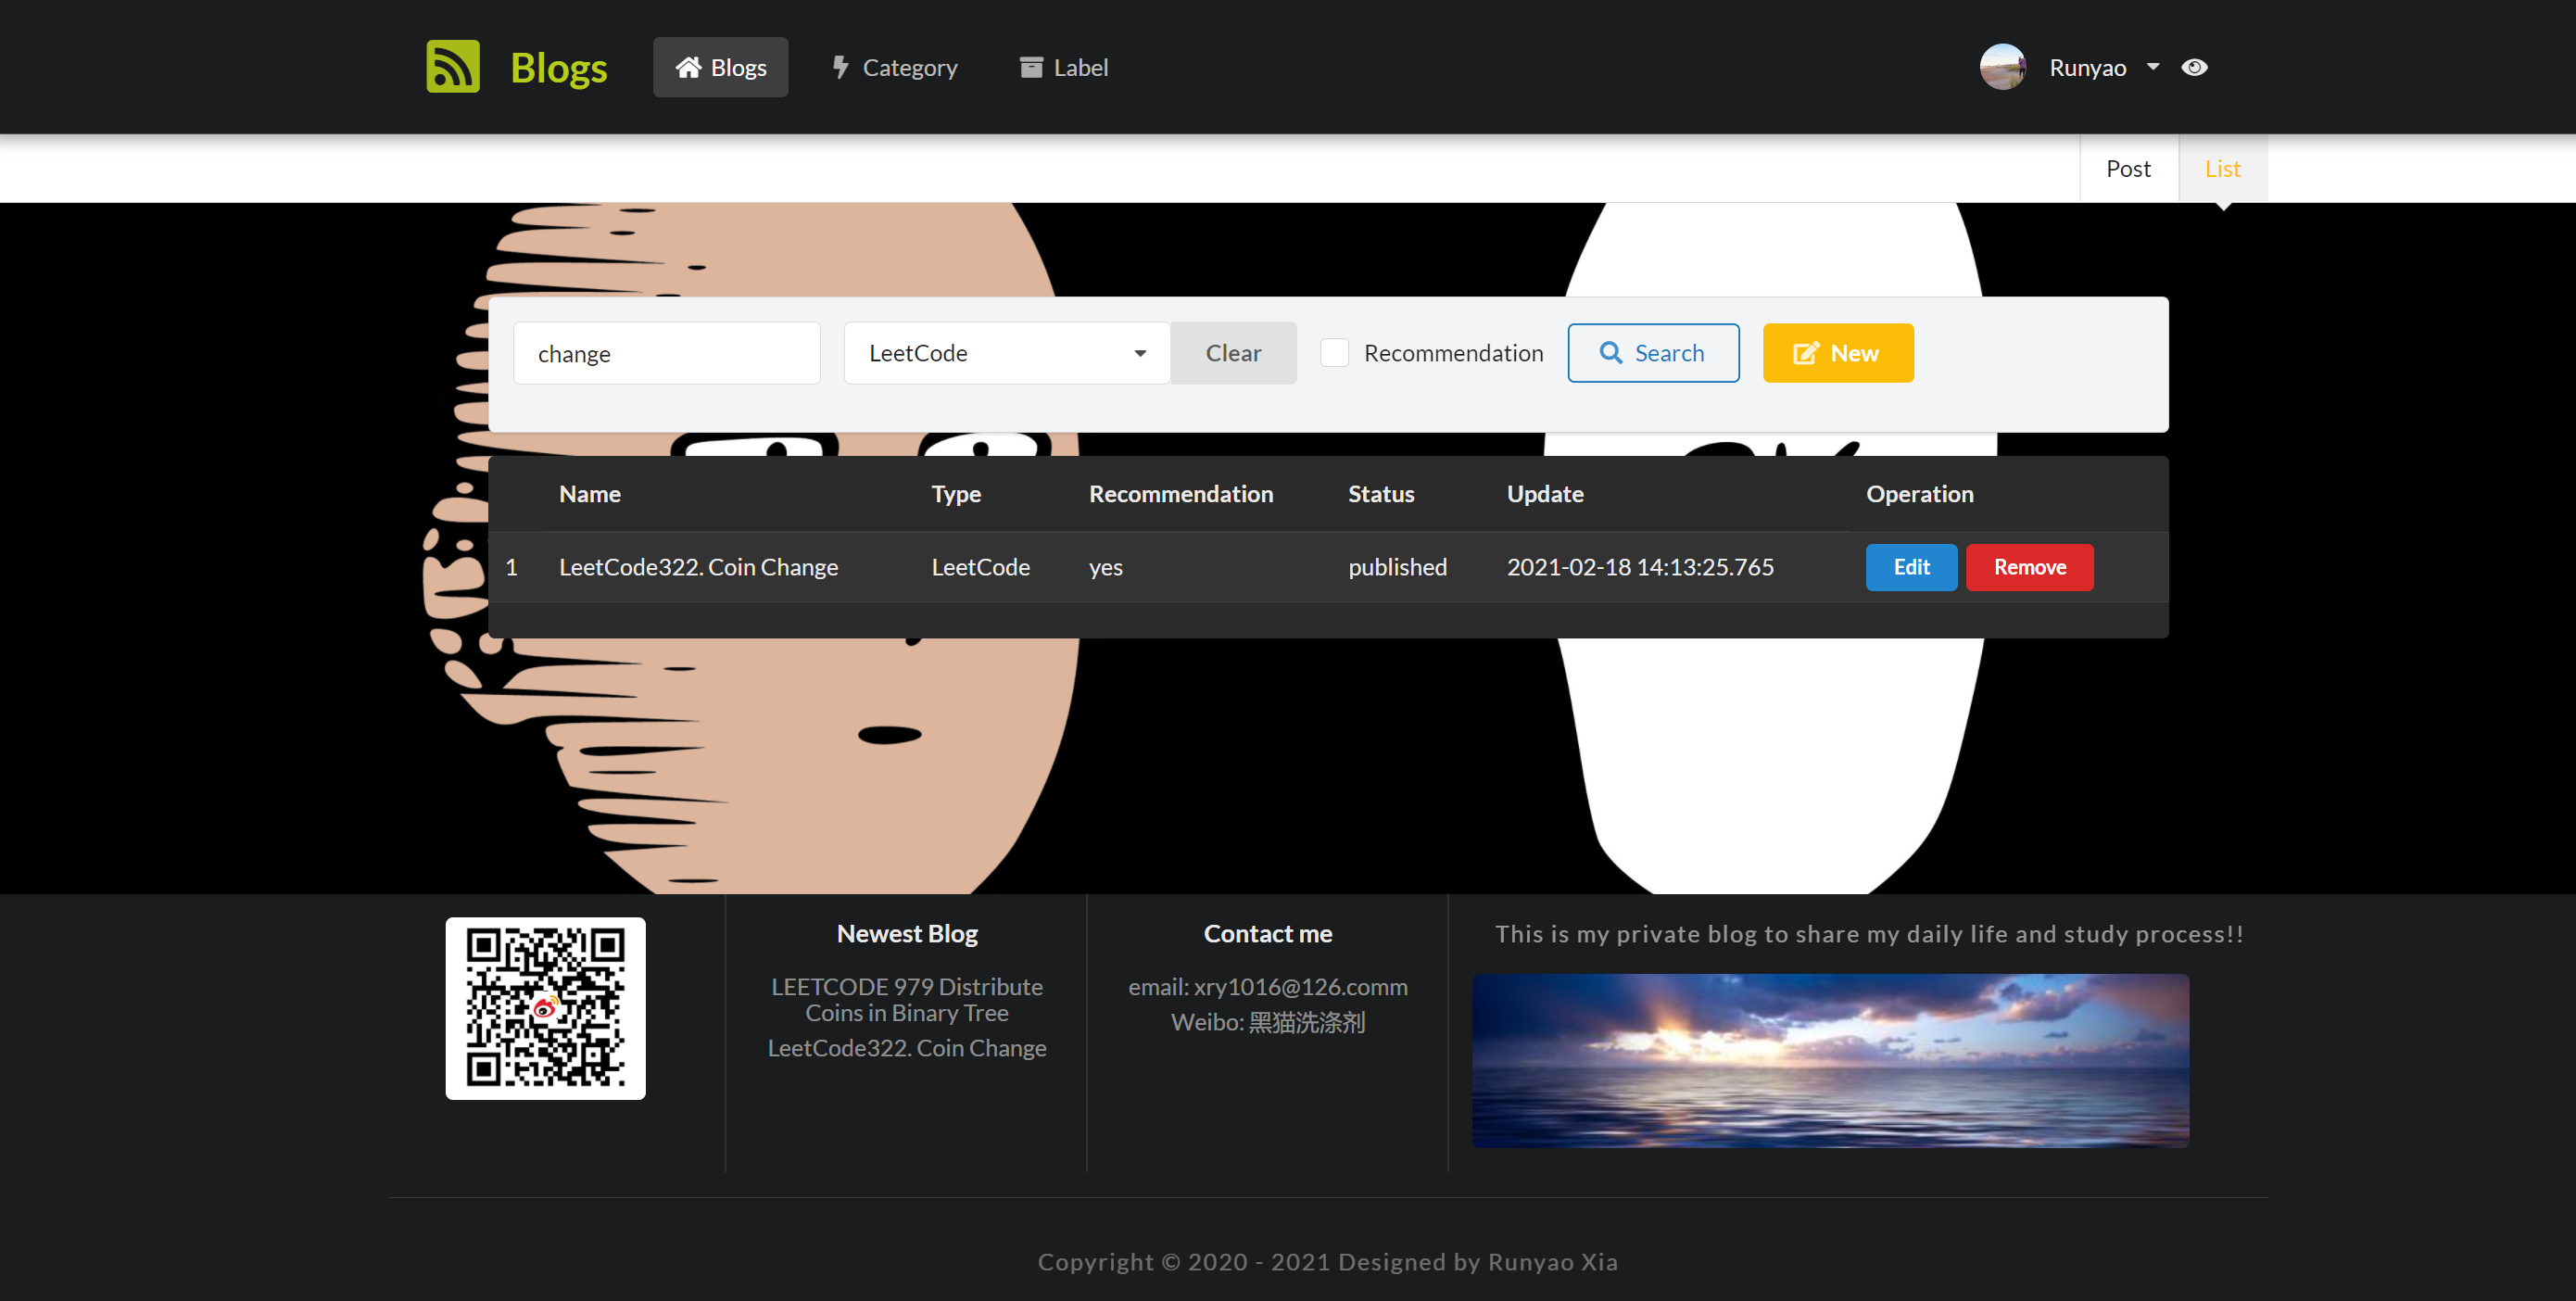 Blogs Blogs Category Label Runyao
Post List
change LeetCode Clear Recommendation Search New
Name Type Recommendation Status Update Operation
1 LeetCode322. Coin Change LeetCode yes published 2021-02-18 14:13:25.765 Edit Remove
Newest Blog
LEETCODE 979 Distribute
Coins in Binary Tree
LeetCode322. Coin Change
Contact me
email: xry1016@126.comm
Weibo: 黑猫洗涤剂
This is my private blog to share my daily life and study process!!
Copyright © 2020 - 2021 Designed by Runyao Xia